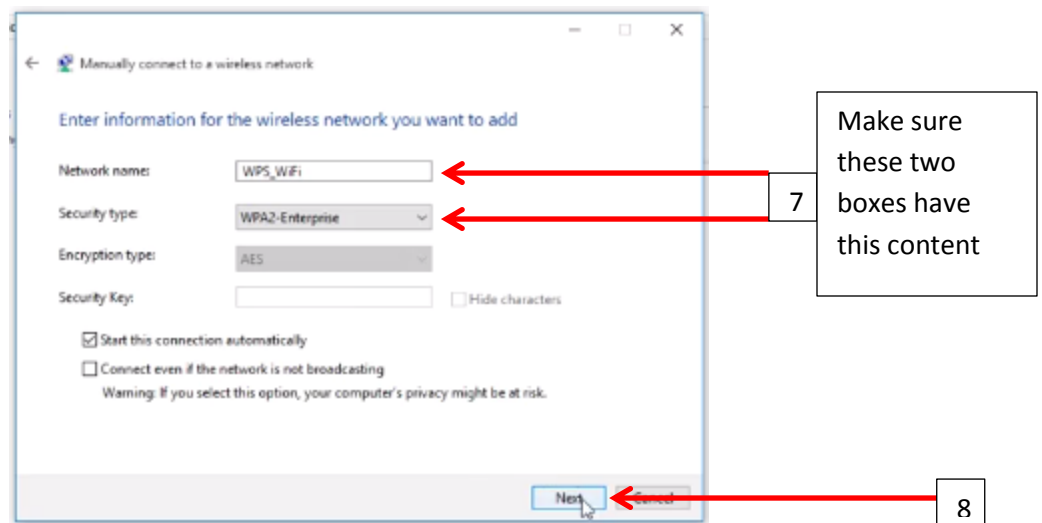 Manually connect to a wireless network
Enter information for the wireless network you want to add
Network name: WPS_WiFi
Security type: WPA2-Enterprise
Encryption type: AES
Security Key: Hide characters
Start this connection automatically
Connect even if the network is not broadcasting
Warning: If you select this option, your computer's privacy might be at risk.
Next Cancel
7
Make sure
these two
boxes have
this content
8